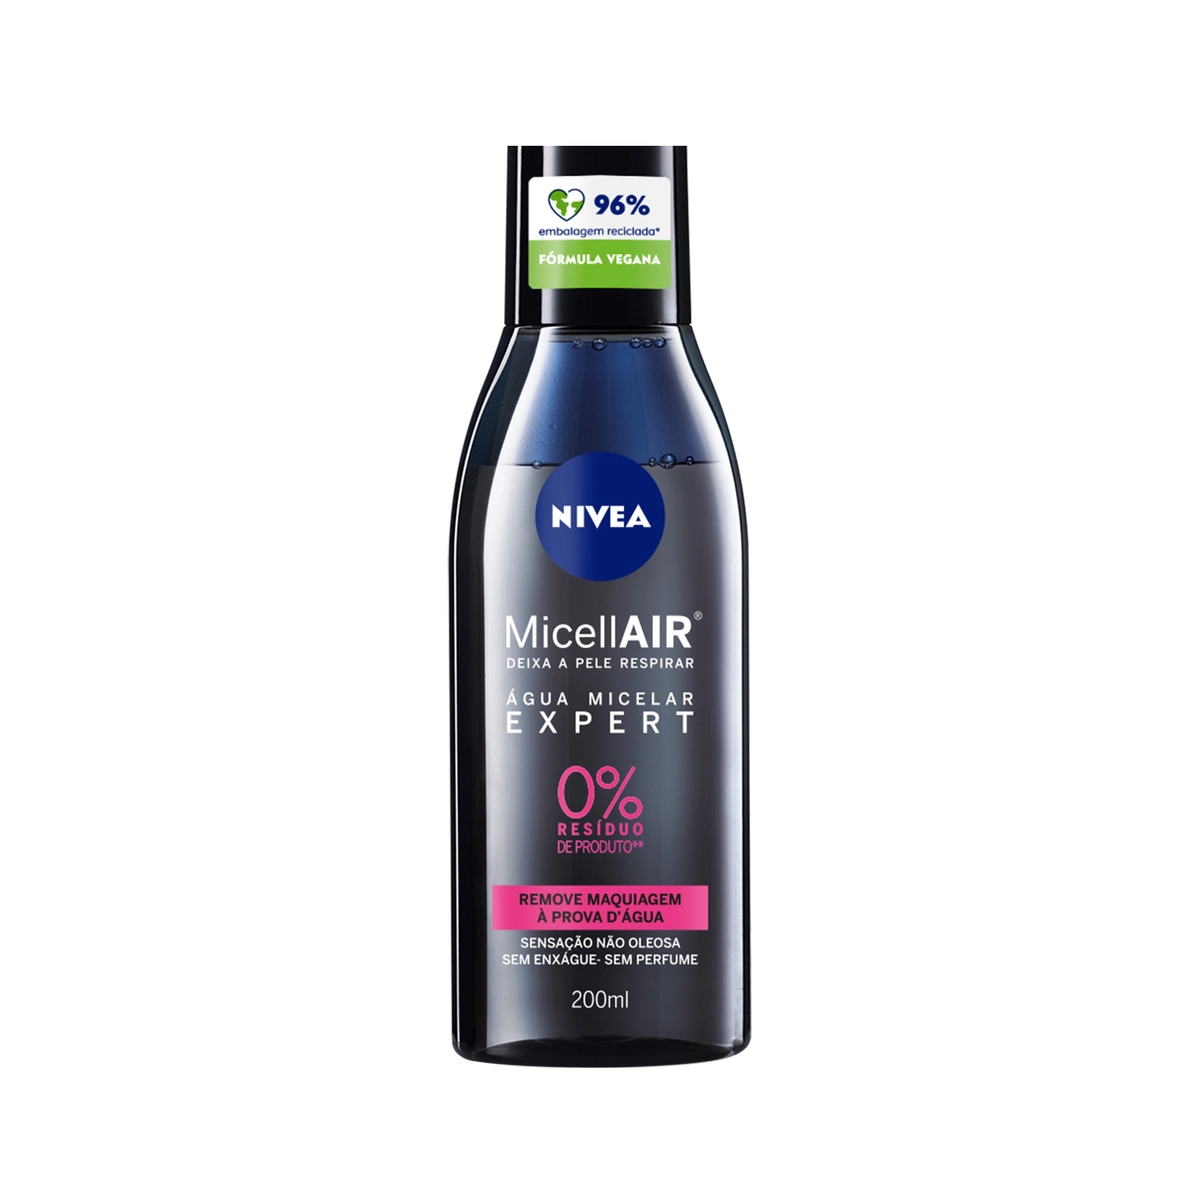 96%
embalagem reciclada*
FÓRMULA VEGANA
NIVEA
MicellAIR®
DEIXA A PELE RESPIRAR
ÁGUA MICELAR
EXPERT
0%
RESÍDUO
DE PRODUTO**
REMOVE MAQUIAGEM
À PROVA D'ÁGUA
SENSAÇÃO NÃO OLEOSA
SEM ENXÁGUE- SEM PERFUME
200ml